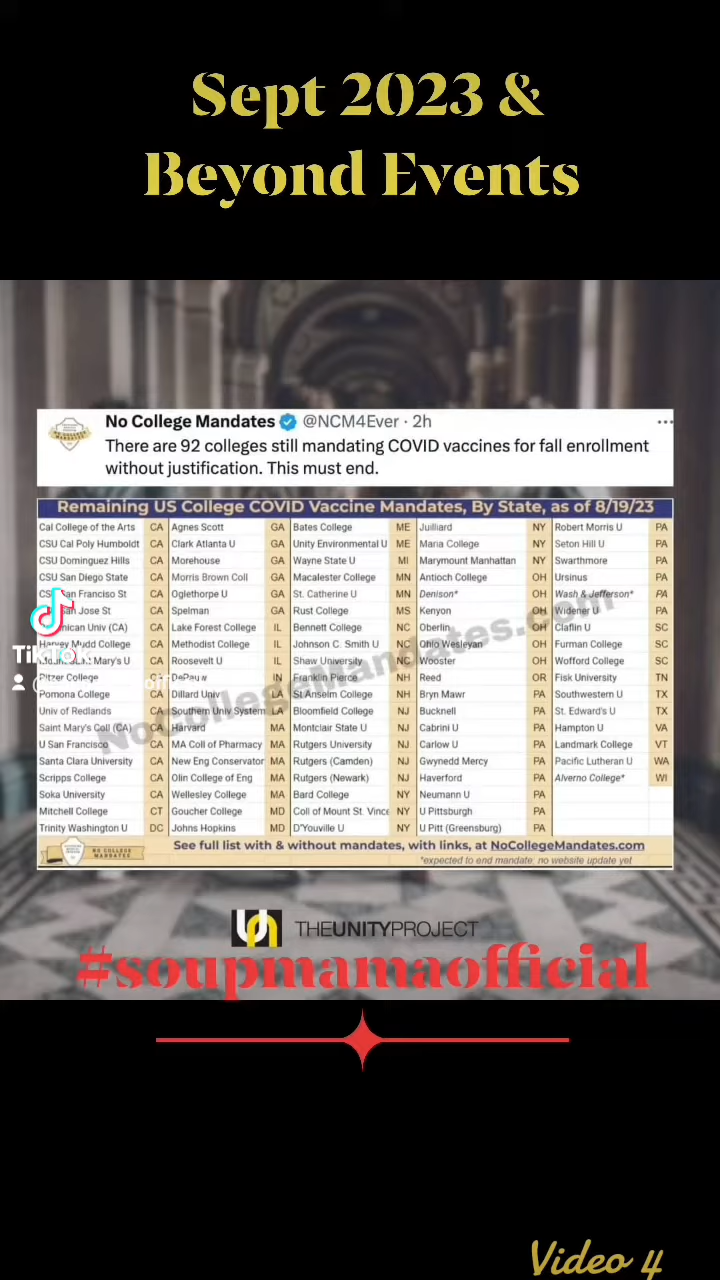 Sept 2023 &
Beyond Events
No College Mandates @NCM4Ever · 2h
There are 92 colleges still mandating COVID vaccines for fall enrollment
without justification. This must end.
Remaining US College COVID Vaccine Mandates, By State, as of 8/19/23
Cal College of the Arts CA Agnes Scott GA Bates College ME Juilliard NY Robert Morris U PA
CSU Cal Poly Humboldt CA Clark Atlanta U GA Unity Environmental U ME Maria College NY Seton Hill U PA
CSU Dominguez Hills CA Morehouse GA Wayne State U MI Marymount Manhattan NY Swarthmore PA
CSU San Diego State CA Morris Brown Coll GA Macalester College MN Antioch College OH Ursinus PA
San Franciso St CA Oglethorpe U GA St. Catherine U MN Denison* OH Wash & Jefferson* PA
San Jose St CA Spelman GA Rust College MS Kenyon OH Widener U PA
(CA) CA Lake Forest College IL Bennett College NC Oberlin OH Claflin U SC
Harvey Mudd College CA Methodist College IL Johnson C. Smith U NC Ohio Wesleyan OH Furman College SC
Mary's U CA Roosevelt U IL Shaw University NC Wooster OH Wofford College SC
Pitzer College CA DePauw IN Franklin Pierce NH Reed OR Fisk University TN
Pomona College CA Dillard Univ LA St Anselm College NH Bryn Mawr PA Southwestern U TX
Univ of Redlands CA Southern Univ System LA Bloomfield College NJ Bucknell PA St. Edward's U TX
Saint Mary's Coll (CA) CA Harvard MA Montclair State U NJ Cabrini U PA Hampton U VA
U San Francisco CA MA Coll of Pharmacy MA Rutgers University NJ Carlow U PA Landmark College VT
Santa Clara University CA New Eng Conservator MA Rutgers (Camden) NJ Gwynedd Mercy PA Pacific Lutheran U WA
Scripps College CA Olin College of Eng MA Rutgers (Newark) NJ Haverford PA Alverno College* WI
Soka University CA Wellesley College MA Bard College NY Neumann U PA
Mitchell College CT Goucher College MD Coll of Mount St. Vince NY U Pittsburgh PA
Trinity Washington U DC Johns Hopkins MD D'Youville U NY U Pitt (Greensburg) PA
NoCollegeMandates.com
NO COLLEGE MANDATES
See full list with & without mandates, with links, at NoCollegeMandates.com
*expected to end mandate; no website update yet
TikTok
THEUNITYPROJECT
#soupmamaofficial
Video 4